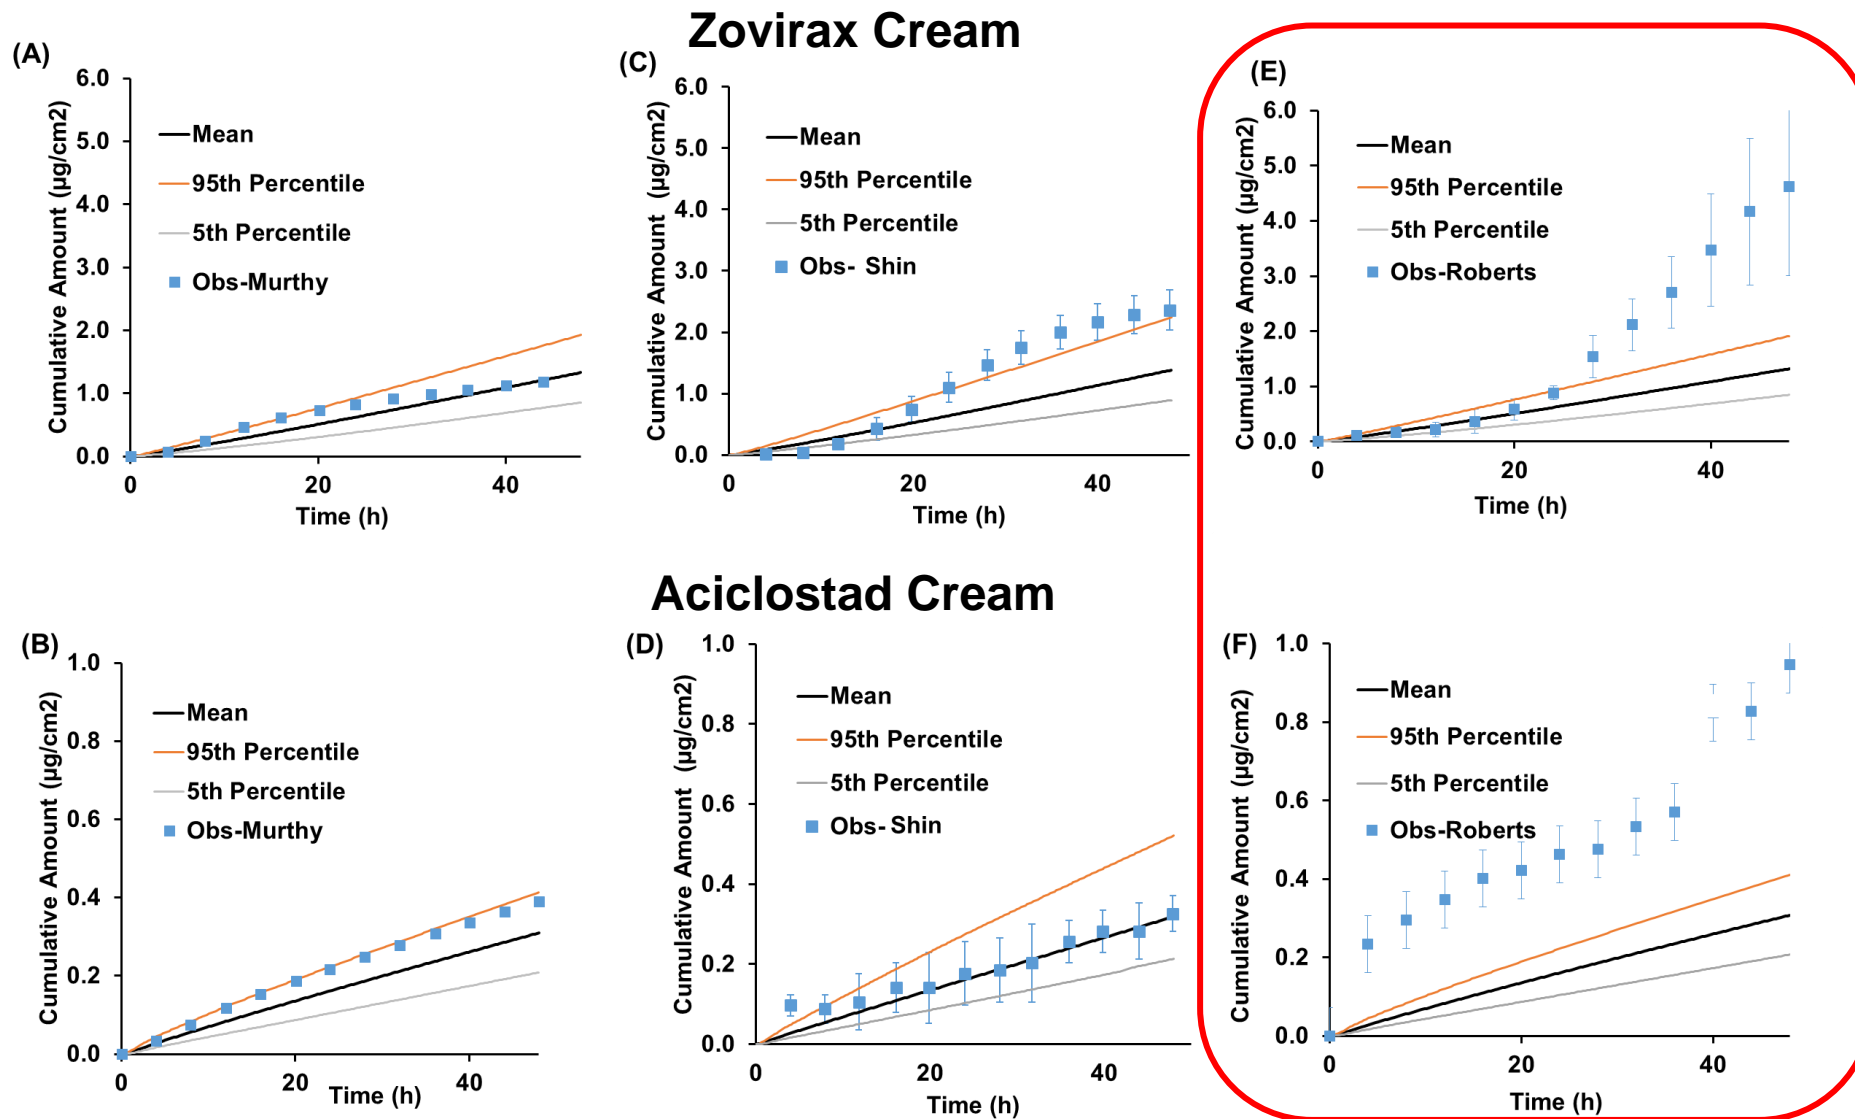 Zovirax Cream
(A)
6.0
5.0
4.0
3.0
2.0
1.0
0.0
0
20
40
Cumulative Amount (µg/cm2)
Time (h)
Mean
95th Percentile
5th Percentile
Obs-Murthy
(C)
6.0
5.0
4.0
3.0
2.0
1.0
0.0
0
20
40
Cumulative Amount (µg/cm2)
Time (h)
Mean
95th Percentile
5th Percentile
Obs- Shin
(E)
6.0
5.0
4.0
3.0
2.0
1.0
0.0
0
20
40
Cumulative Amount (µg/cm2)
Time (h)
Mean
95th Percentile
5th Percentile
Obs-Roberts
Aciclostad Cream
(B)
1.0
0.8
0.6
0.4
0.2
0.0
0
20
40
Cumulative Amount (µg/cm2)
Time (h)
Mean
95th Percentile
5th Percentile
Obs-Murthy
(D)
1.0
0.8
0.6
0.4
0.2
0.0
0
20
40
Cumulative Amount (µg/cm2)
Time (h)
Mean
95th Percentile
5th Percentile
Obs- Shin
(F)
1.0
0.8
0.6
0.4
0.2
0.0
0
20
40
Cumulative Amount (µg/cm2)
Time (h)
Mean
95th Percentile
5th Percentile
Obs-Roberts